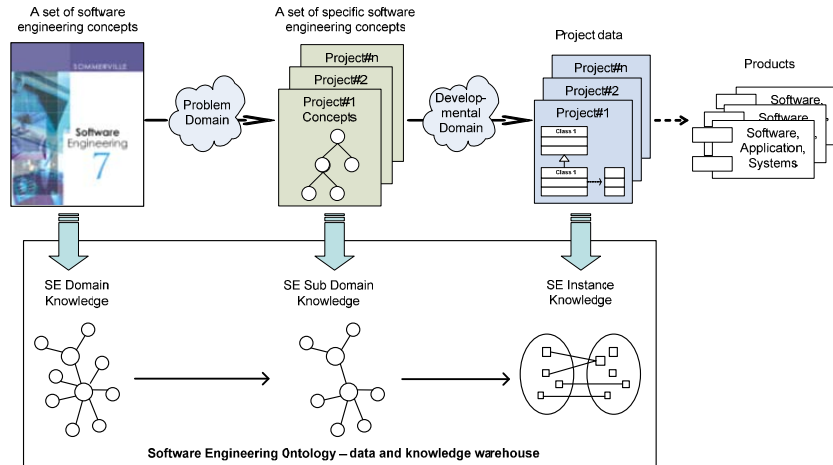 A set of software
engineering concepts
A set of specific software
engineering concepts
Project data
Products
SOMMERVILLE
Software
Engineering
7
Problem
Domain
Project#n
Project#2
Project#1
Concepts
Develop-
mental
Domain
Project#n
Project#2
Project#1
Class 1
Class 1
Software,
Software,
Software,
Application,
Systems,
SE Domain
Knowledge
SE Sub Domain
Knowledge
SE Instance
Knowledge
Software Engineering Ontology – data and knowledge warehouse